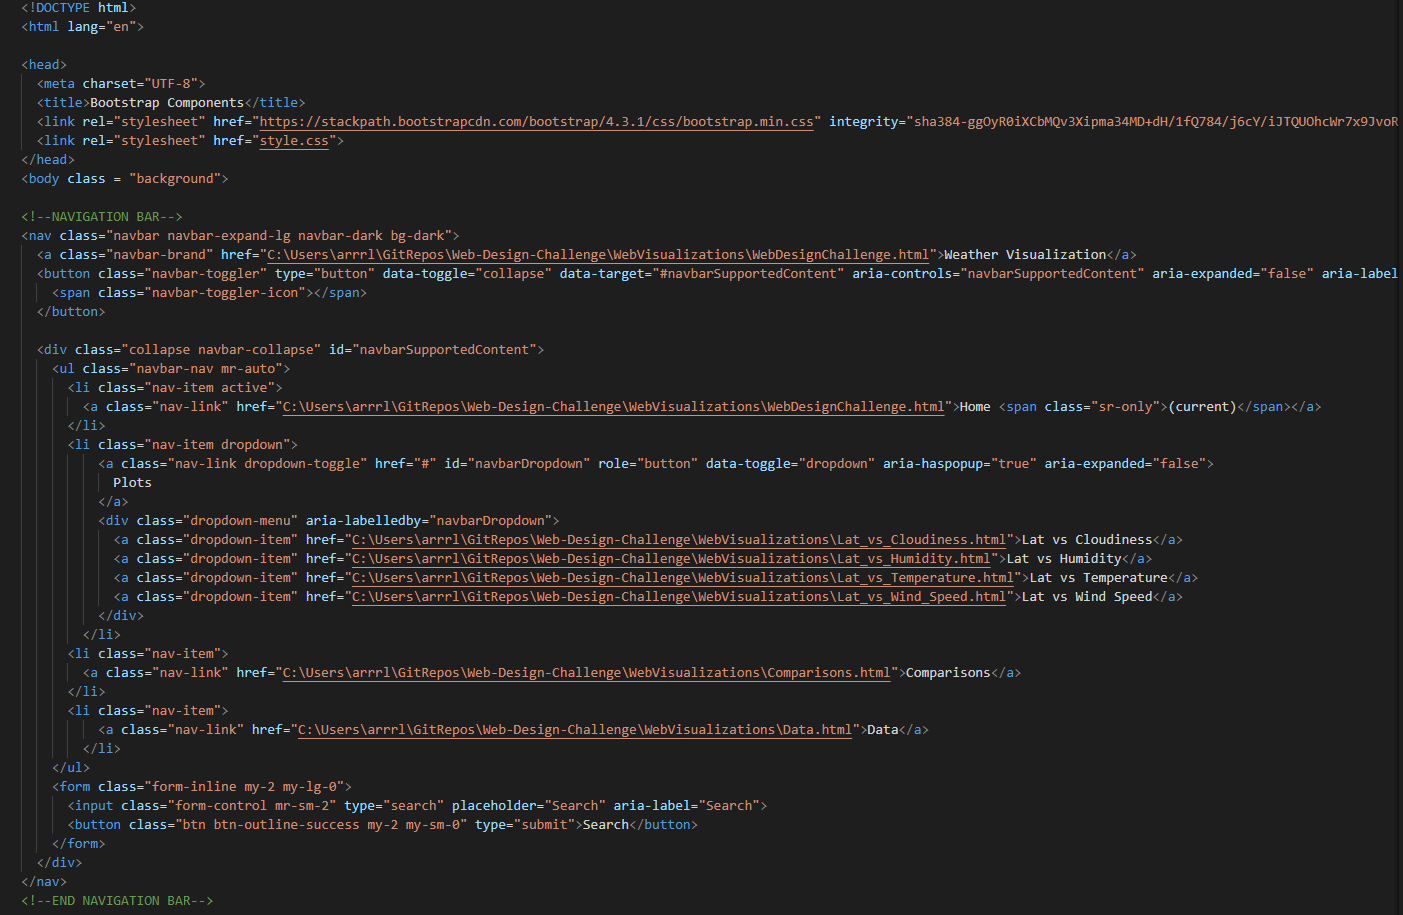 <!DOCTYPE html>
<html lang="en">
<head>
<meta charset="UTF-8">
<title>Bootstrap Components</title>
<link rel="stylesheet" href="https://stackpath.bootstrapcdn.com/bootstrap/4.3.1/css/bootstrap.min.css" integrity="sha384-ggOyR0iXCbMQv3Xipma34MD+dH/1fQ784/j6cY/iJTQUOhcWr7x9JvoR
<link rel="stylesheet" href="style.css">
</head>
<body class = "background">
<!--NAVIGATION BAR-->
<nav class="navbar navbar-expand-lg navbar-dark bg-dark">
<a class="navbar-brand" href="C:\Users\arrrl\GitRepos\Web-Design-Challenge\WebVisualizations\WebDesignChallenge.html">Weather Visualization</a>
<button class="navbar-toggler" type="button" data-toggle="collapse" data-target="#navbarSupportedContent" aria-controls="navbarSupportedContent" aria-expanded="false" aria-label
<span class="navbar-toggler-icon"></span>
</button>
<div class="collapse navbar-collapse" id="navbarSupportedContent">
<ul class="navbar-nav mr-auto">
<li class="nav-item active">
<a class="nav-link" href="C:\Users\arrrl\GitRepos\Web-Design-Challenge\WebVisualizations\WebDesignChallenge.html">Home <span class="sr-only">(current)</span></a>
</li>
<li class="nav-item dropdown">
<a class="nav-link dropdown-toggle" href="#" id="navbarDropdown" role="button" data-toggle="dropdown" aria-haspopup="true" aria-expanded="false">
Plots
</a>
<div class="dropdown-menu" aria-labelledby="navbarDropdown">
<a class="dropdown-item" href="C:\Users\arrrl\GitRepos\Web-Design-Challenge\WebVisualizations\Lat_vs_Cloudiness.html">Lat vs Cloudiness</a>
<a class="dropdown-item" href="C:\Users\arrrl\GitRepos\Web-Design-Challenge\WebVisualizations\Lat_vs_Humidity.html">Lat vs Humidity</a>
<a class="dropdown-item" href="C:\Users\arrrl\GitRepos\Web-Design-Challenge\WebVisualizations\Lat_vs_Temperature.html">Lat vs Temperature</a>
<a class="dropdown-item" href="C:\Users\arrrl\GitRepos\Web-Design-Challenge\WebVisualizations\Lat_vs_Wind_Speed.html">Lat vs Wind Speed</a>
</div>
</li>
<li class="nav-item">
<a class="nav-link" href="C:\Users\arrrl\GitRepos\Web-Design-Challenge\WebVisualizations\Comparisons.html">Comparisons</a>
</li>
<li class="nav-item">
<a class="nav-link" href="C:\Users\arrrl\GitRepos\Web-Design-Challenge\WebVisualizations\Data.html">Data</a>
</li>
</ul>
<form class="form-inline my-2 my-lg-0">
<input class="form-control mr-sm-2" type="search" placeholder="Search" aria-label="Search">
<button class="btn btn-outline-success my-2 my-sm-0" type="submit">Search</button>
</form>
</div>
</nav>
<!--END NAVIGATION BAR-->